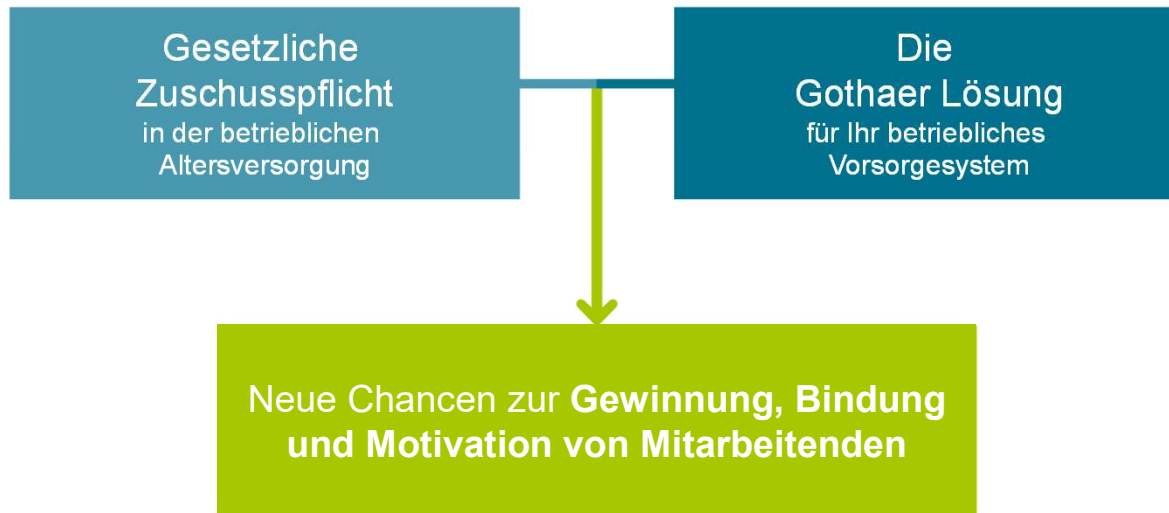 Gesetzliche
Zuschusspflicht
in der betrieblichen
Altersversorgung
Die
Gothaer Lösung
für Ihr betriebliches
Vorsorgesystem
Neue Chancen zur Gewinnung, Bindung
und Motivation von Mitarbeitenden